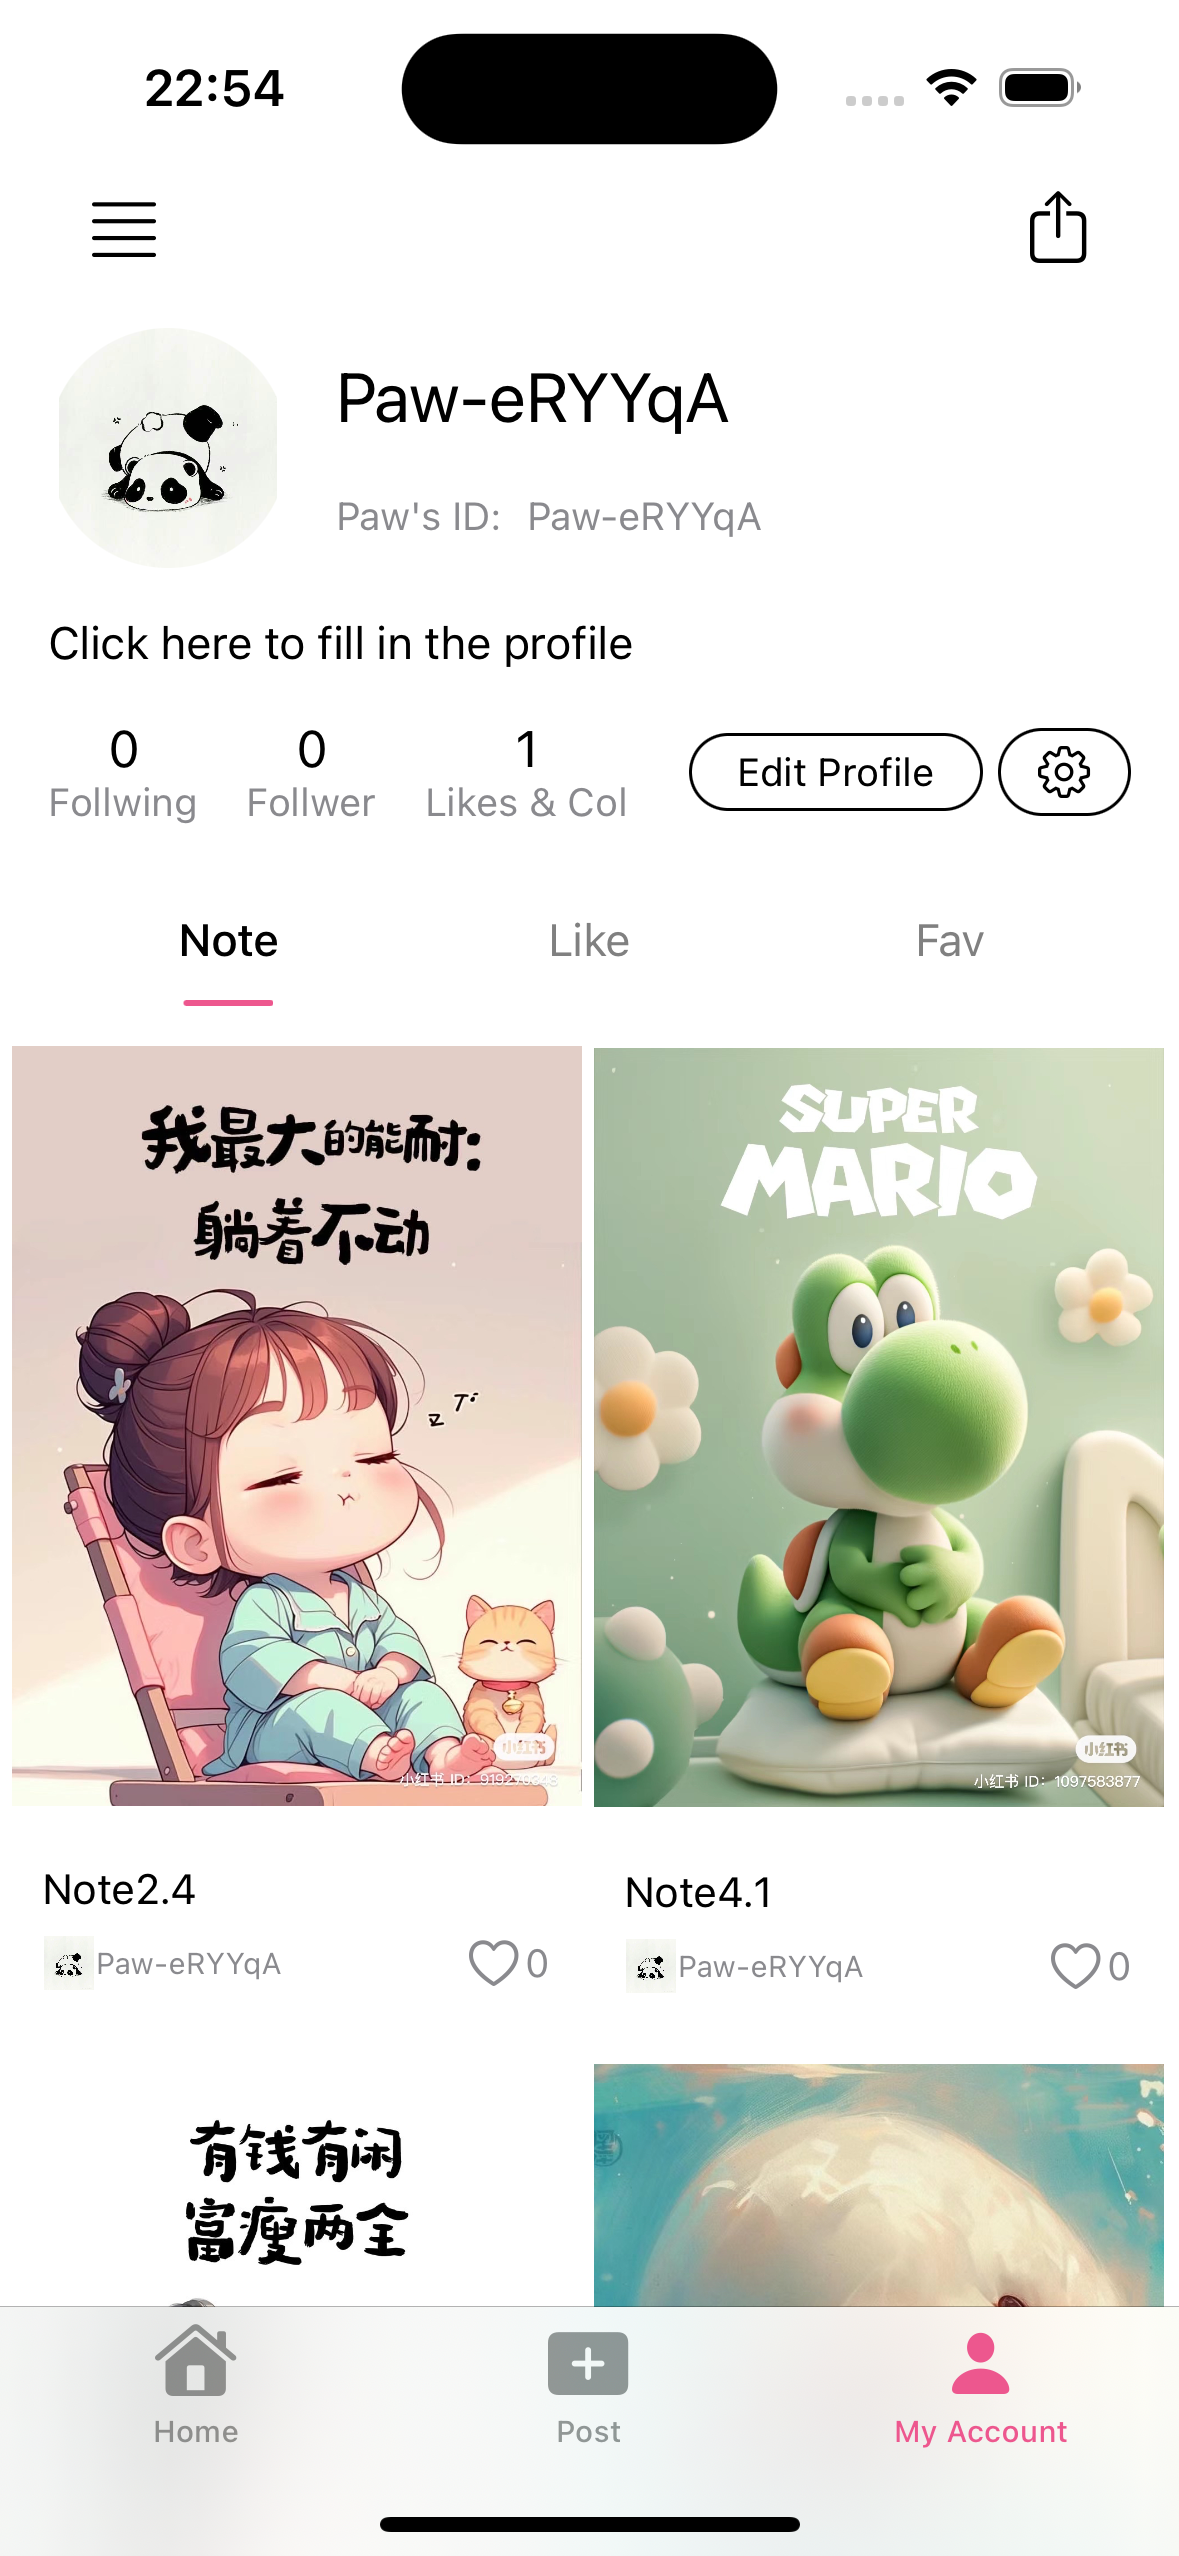 22:54
Paw-eRYYqA
Paw's ID: Paw-eRYYqA
Click here to fill in the profile
0 0 1
Follwing Follwer Likes & Col
Edit Profile
Note Like Fav
我最大的能耐:
躺着不动
小红书
小红书 ID:
SUPER
MARIO
小红书
小红书 ID: 1097583877
Note2.4
Paw-eRYYqA 0
Note4.1
Paw-eRYYqA 0
有钱有闲
富瘦两全
Home Post My Account